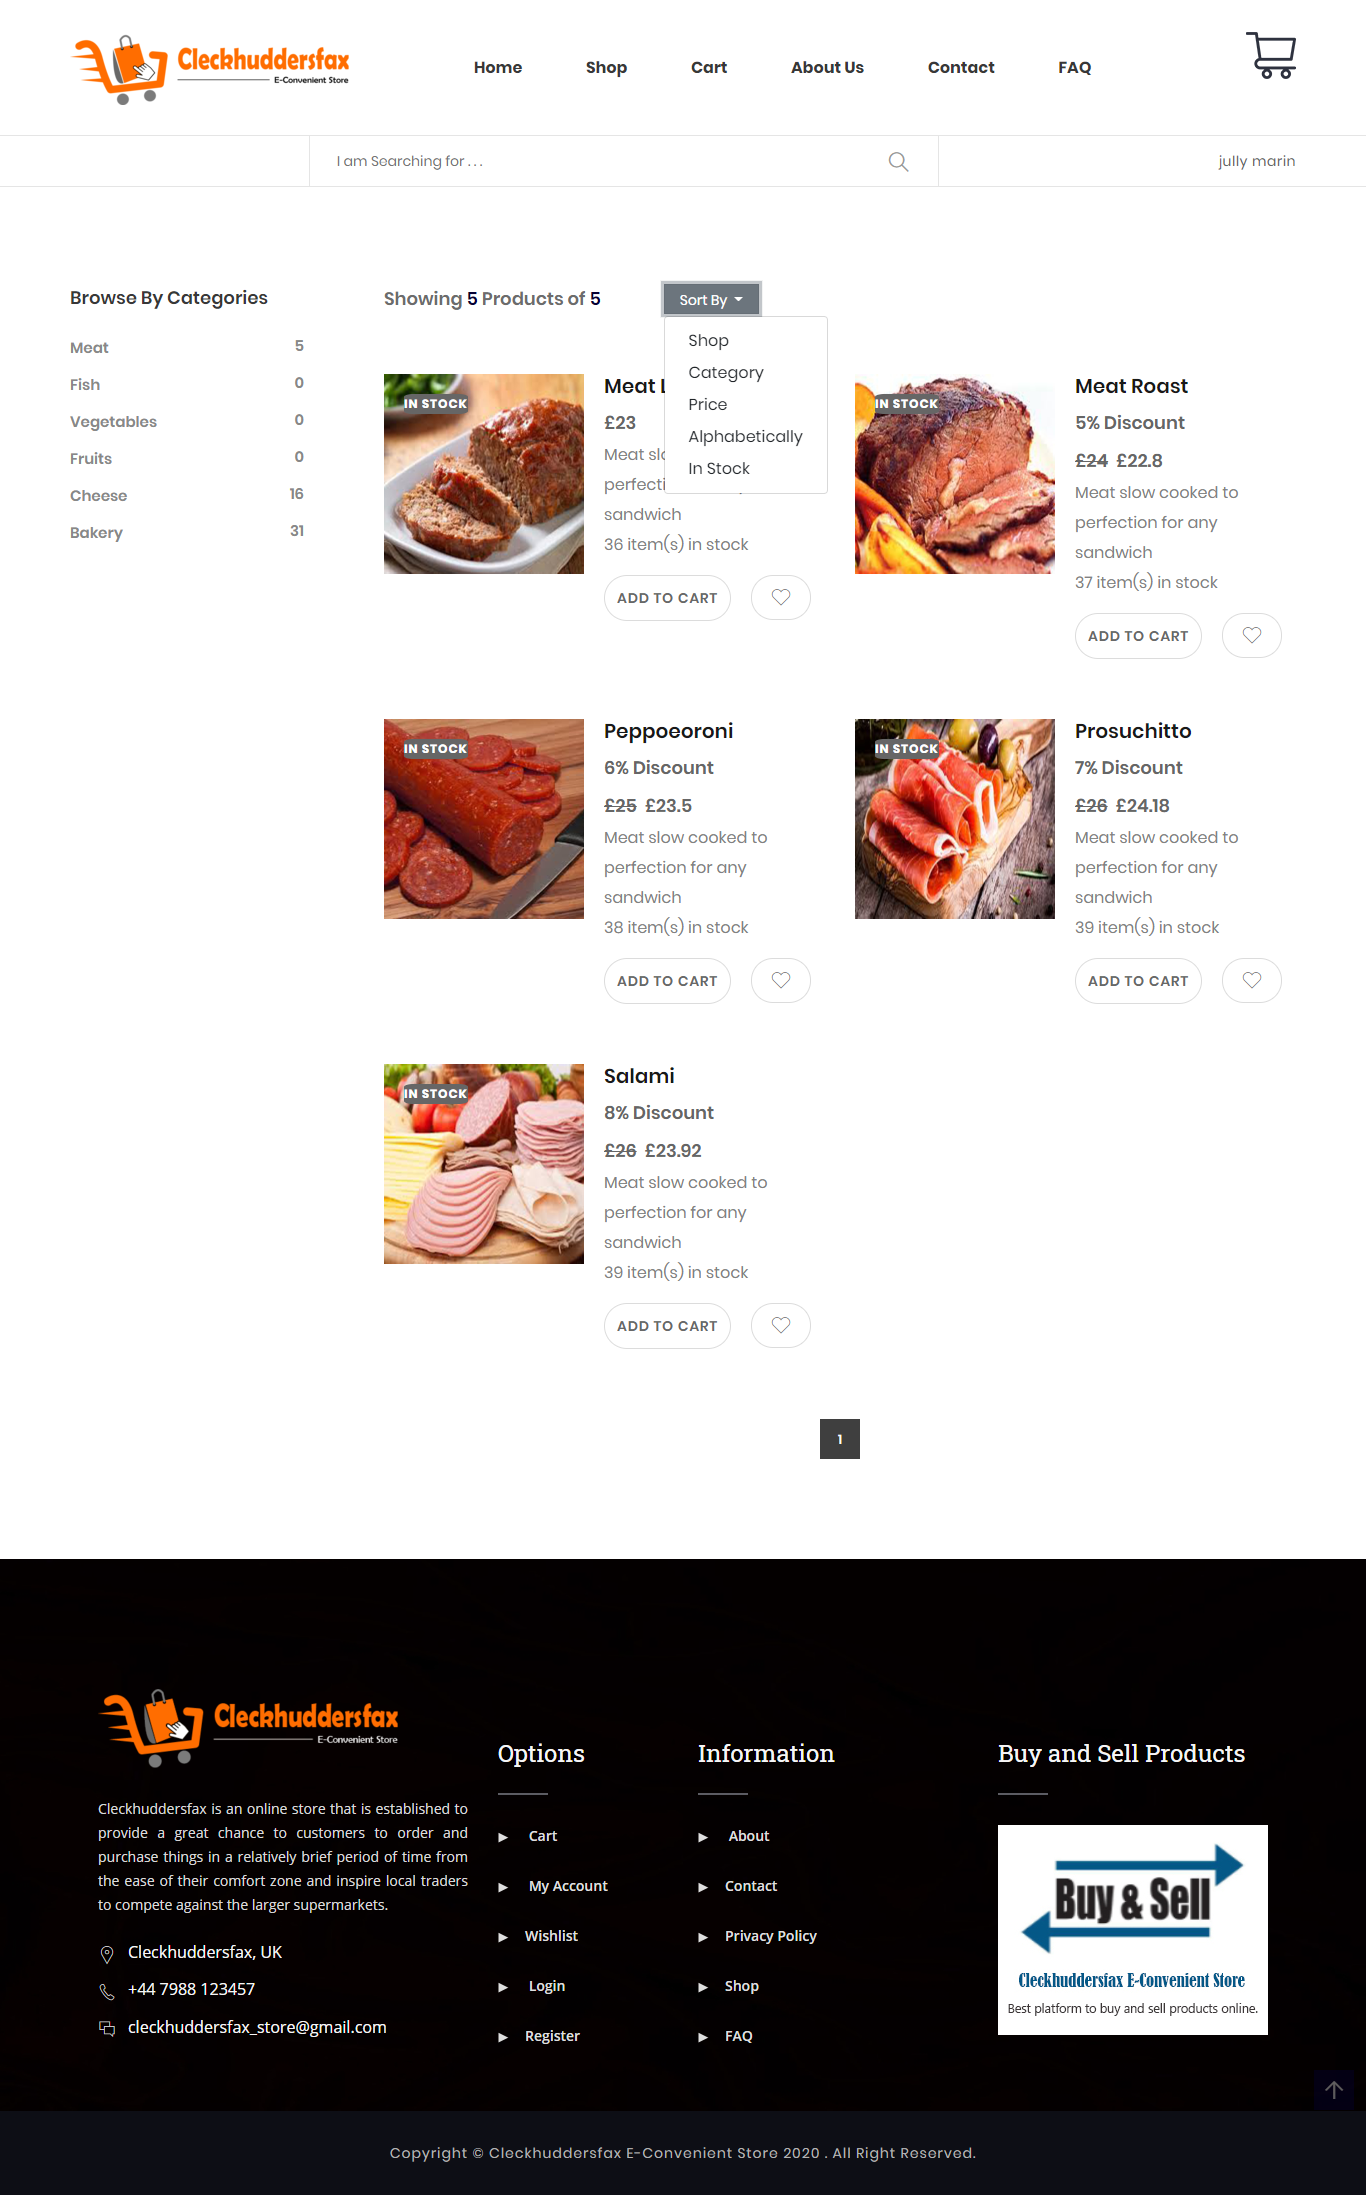 Cleckhuddersfax
E-Convenient Store
Home
Shop
Cart
About Us
Contact
FAQ
I am Searching for . . .
jully marin
Browse By Categories
Meat 5
Fish 0
Vegetables 0
Fruits 0
Cheese 16
Bakery 31
Showing 5 Products of 5
Sort By
Shop
Category
Price
Alphabetically
In Stock
IN STOCK
Meat
£23
Meat
sandwich
36 item(s) in stock
ADD TO CART
IN STOCK
Meat Roast
5% Discount
£24 £22.8
Meat slow cooked to
perfection for any
sandwich
37 item(s) in stock
ADD TO CART
IN STOCK
Peppoeoroni
6% Discount
£25 £23.5
Meat slow cooked to
perfection for any
sandwich
38 item(s) in stock
ADD TO CART
IN STOCK
Prosuchitto
7% Discount
£26 £24.18
Meat slow cooked to
perfection for any
sandwich
39 item(s) in stock
ADD TO CART
IN STOCK
Salami
8% Discount
£26 £23.92
Meat slow cooked to
perfection for any
sandwich
39 item(s) in stock
ADD TO CART
1
Cleckhuddersfax
E-Convenient Store
Cleckhuddersfax is an online store that is established to
provide a great chance to customers to order and
purchase things in a relatively brief period of time from
the ease of their comfort zone and inspire local traders
to compete against the larger supermarkets.
Cleckhuddersfax, UK
+44 7988 123457
cleckhuddersfax_store@gmail.com
Options
Cart
My Account
Wishlist
Login
Register
Information
About
Contact
Privacy Policy
Shop
FAQ
Buy and Sell Products
Buy & Sell
Cleckhuddersfax E-Convenient Store
Best platform to buy and sell products online.
Copyright © Cleckhuddersfax E-Convenient Store 2020 . All Right Reserved.